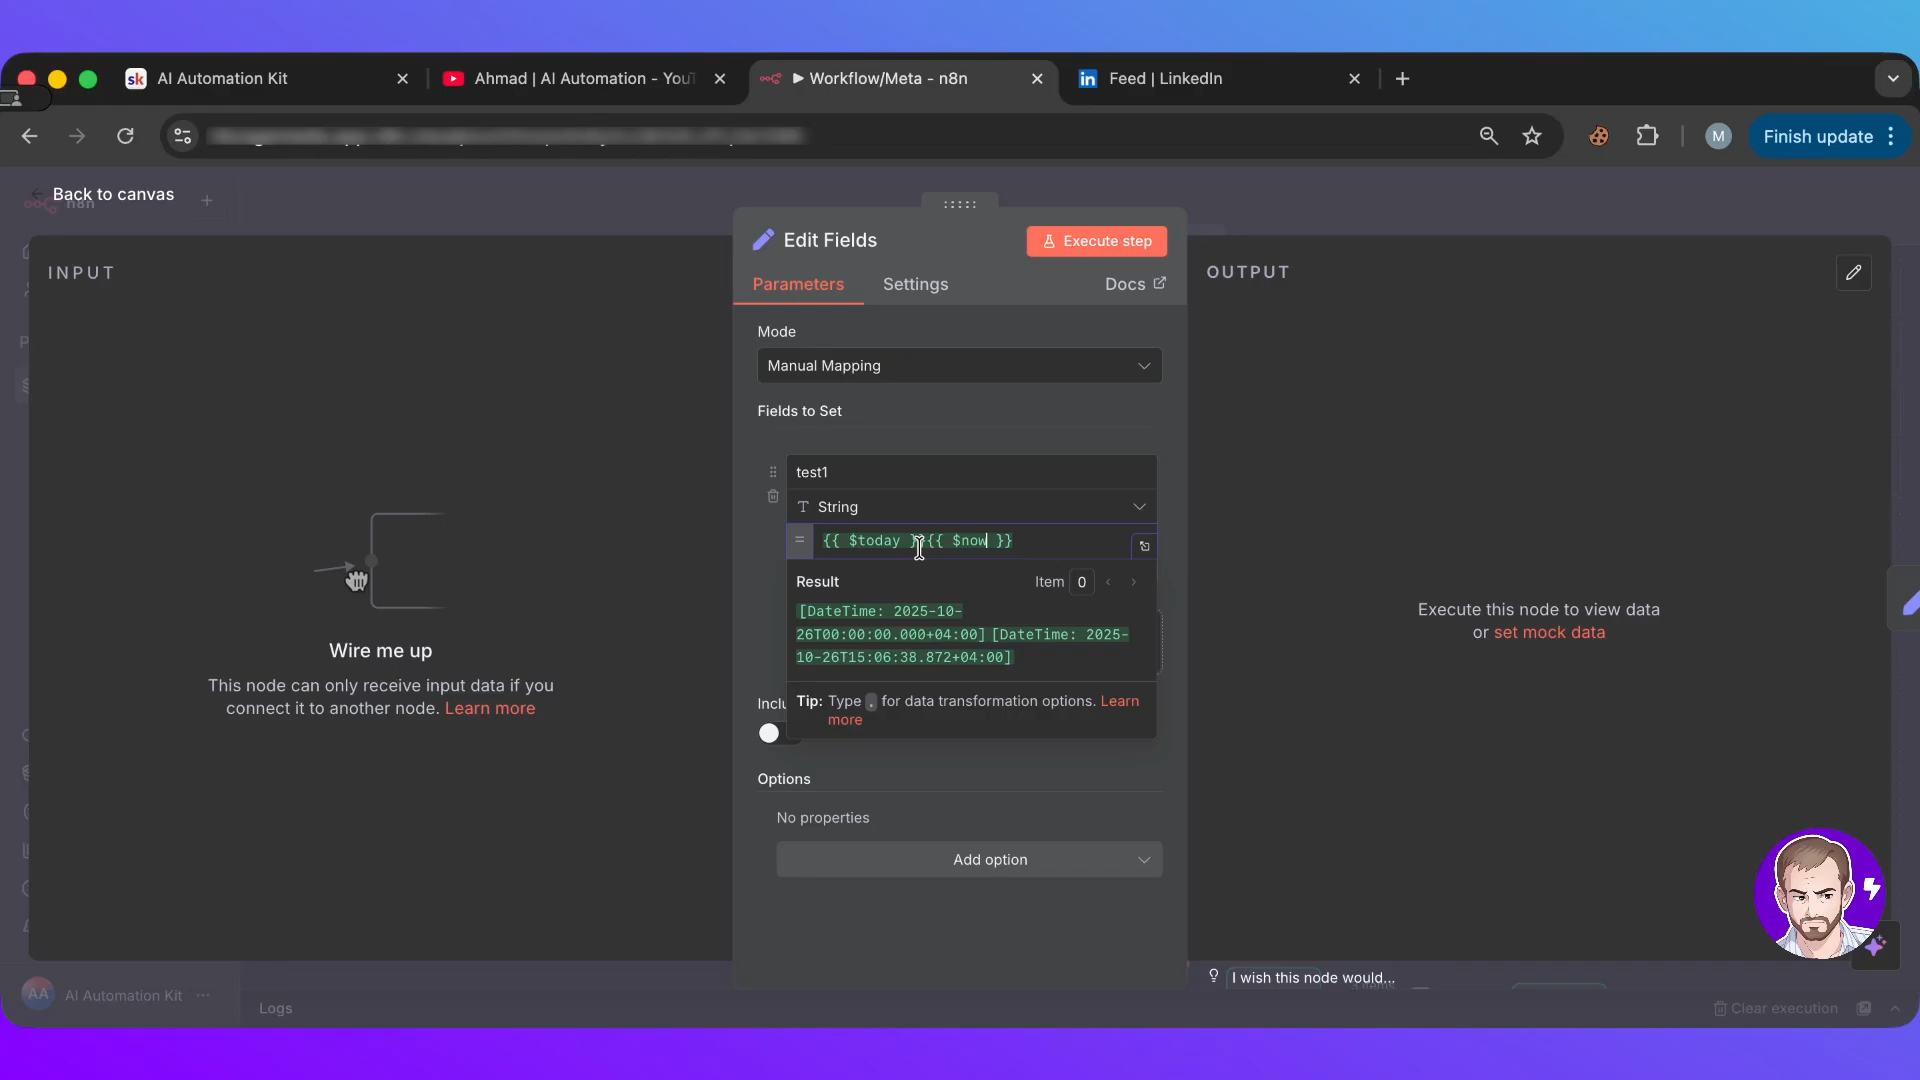 AI Automation Kit
Ahmad | AI Automation - YouT
Workflow/Meta - n8n
Feed | LinkedIn
M
Finish update
Back to canvas
n8n
INPUT
Edit Fields
Execute step
OUTPUT
Parameters
Settings
Docs
Mode
Manual Mapping
Fields to Set
test1
String
= {{ $today }}{{ $now }}
Result
Item 0
[DateTime: 2025-10-
26T00:00:00.000+04:00][DateTime: 2025-
10-26T15:06:38.872+04:00]
Tip: Type . for data transformation options. Learn
more
Wire me up
This node can only receive input data if you
connect it to another node. Learn more
Execute this node to view data
or set mock data
Options
No properties
Add option
I wish this node would...
AA AI Automation Kit
Logs
Clear execution